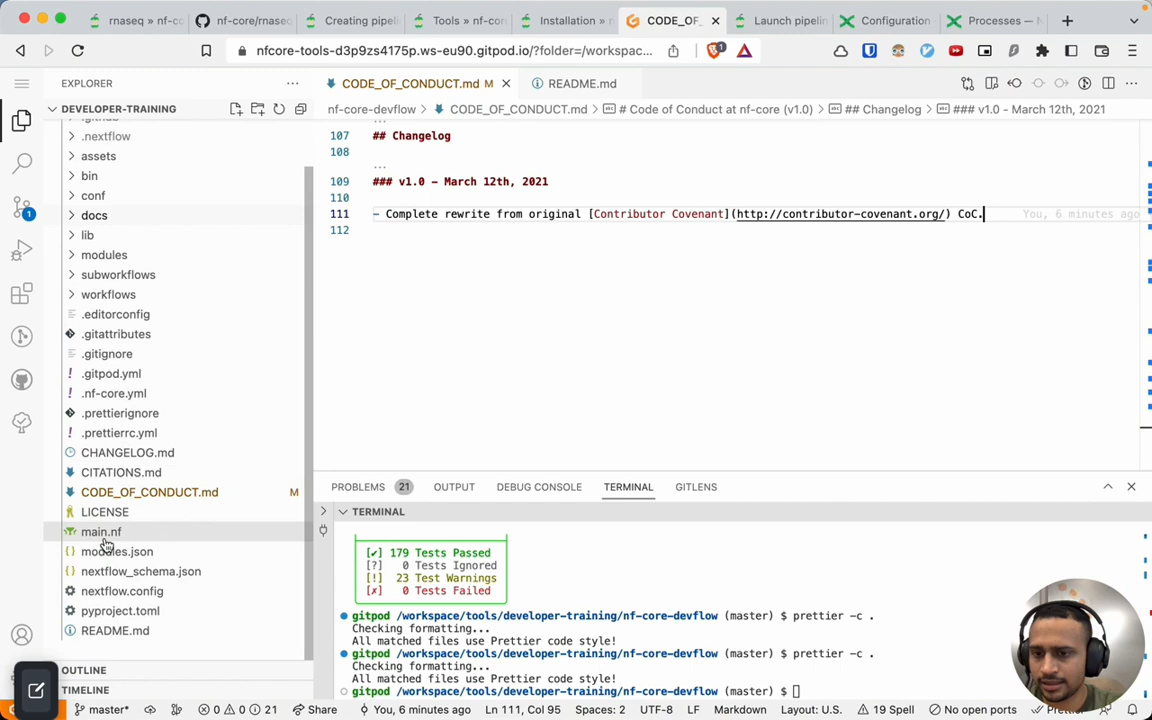 rnaseq » nf-co
nf-core/rnase
Creating pipel
Tools » nf-co
Installation » n
CODE_OF_
Launch pipelin
Configuration
Processes — N
nfcore-tools-d3p9zs4175p.ws-eu90.gitpod.io/?folder=/workspac...
EXPLORER
DEVELOPER-TRAINING
.github
.nextflow
assets
bin
conf
docs
lib
modules
subworkflows
workflows
.editorconfig
.gitattributes
.gitignore
.gitpod.yml
.nf-core.yml
.prettierignore
.prettierrc.yml
CHANGELOG.md
CITATIONS.md
CODE_OF_CONDUCT.md M
LICENSE
main.nf
modules.json
nextflow_schema.json
nextflow.config
pyproject.toml
README.md
OUTLINE
TIMELINE
CODE_OF_CONDUCT.md M
README.md
nf-core-devflow > CODE_OF_CONDUCT.md > # Code of Conduct at nf-core (v1.0) > ## Changelog > ### v1.0 - March 12th, 2021
107 ## Changelog
108
...
109 ### v1.0 - March 12th, 2021
110
111 - Complete rewrite from original [Contributor Covenant](http://contributor-covenant.org/) CoC. You, 6 minutes ago
112
PROBLEMS 21 OUTPUT DEBUG CONSOLE TERMINAL GITLENS
TERMINAL
[✔] 179 Tests Passed
[?] 0 Tests Ignored
[!] 23 Test Warnings
[✗] 0 Tests Failed
gitpod /workspace/tools/developer-training/nf-core-devflow (master) $ prettier -c .
Checking formatting...
All matched files use Prettier code style!
gitpod /workspace/tools/developer-training/nf-core-devflow (master) $ prettier -c .
Checking formatting...
All matched files use Prettier code style!
gitpod /workspace/tools/developer-training/nf-core-devflow (master) $
master* 0 0 21 Share You, 6 minutes ago Ln 111, Col 95 Spaces: 2 UTF-8 LF Markdown Layout: U.S. 19 Spell No open ports Prettier